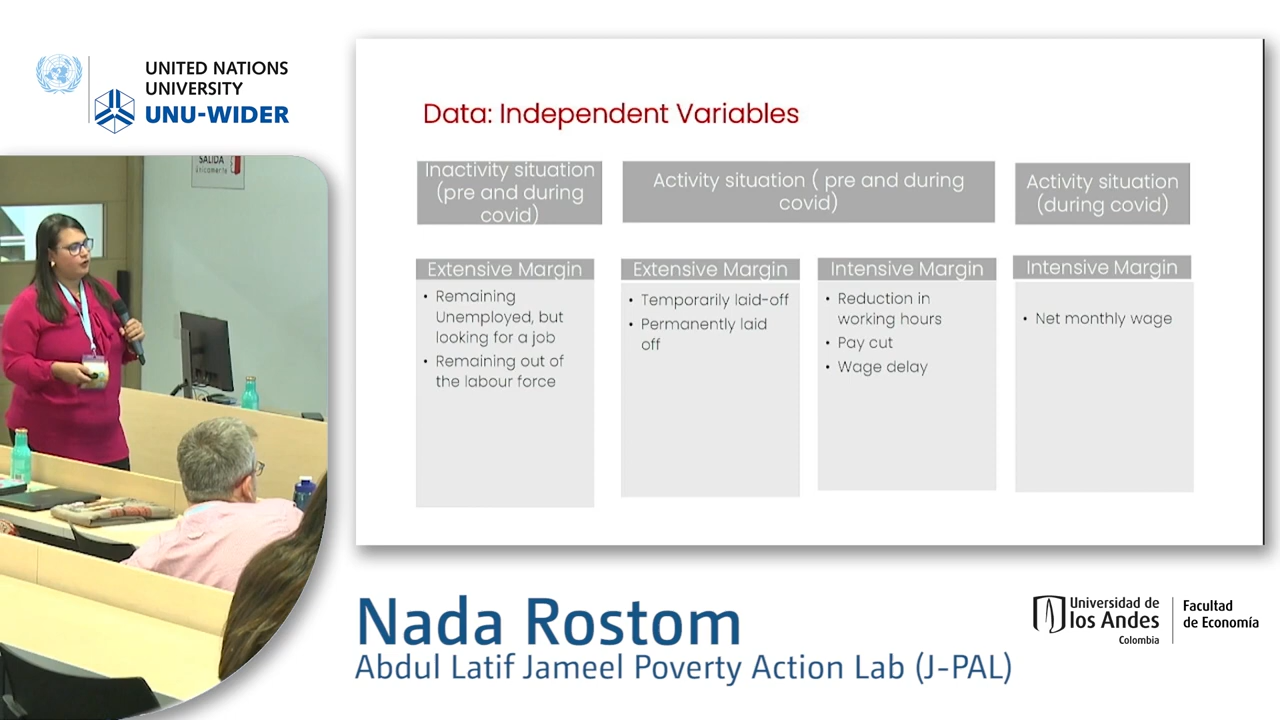 UNITED NATIONS
UNIVERSITY
UNU-WIDER
SALIDA
Únicamente
Data: Independent Variables
Inactivity situation
(pre and during
covid)
Activity situation ( pre and during
covid)
Activity situation
(during covid)
Extensive Margin
• Remaining
Unemployed, but
looking for a job
• Remaining out of
the labour force
Extensive Margin
• Temporarily laid-off
• Permanently laid
off
Intensive Margin
• Reduction in
working hours
• Pay cut
• Wage delay
Intensive Margin
• Net monthly wage
Nada Rostom
Abdul Latif Jameel Poverty Action Lab (J-PAL)
Universidad de
los Andes
Colombia
Facultad
de Economía